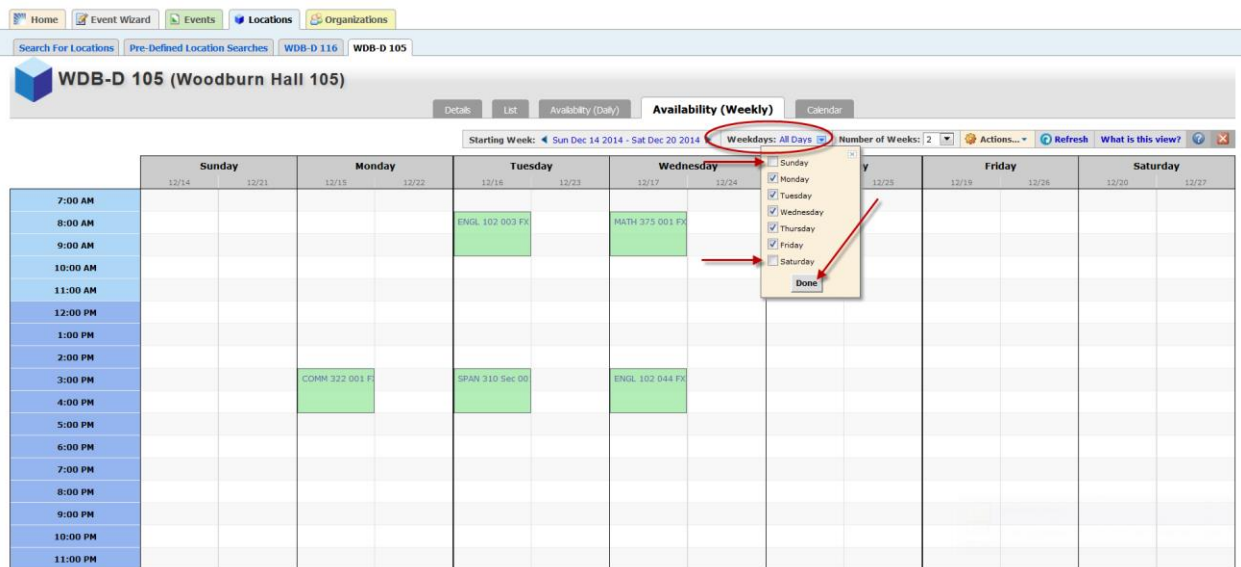 Home Event Wizard Events Locations Organizations
Search For Locations Pre-Defined Location Searches WDB-D 116 WDB-D 105
WDB-D 105 (Woodburn Hall 105)
Details List Availability (Daily) Availability (Weekly) Calendar
Starting Week: Sun Dec 14 2014 - Sat Dec 20 2014 Weekdays: All Days Number of Weeks: 2 Actions... Refresh What is this view?
Sunday Monday Tuesday Wednesday y Friday Saturday
12/14 12/21 12/15 12/22 12/16 12/23 12/17 12/24 12/25 12/19 12/26 12/20 12/27
Sunday
Monday
Tuesday
Wednesday
Thursday
Friday
Saturday
Done
7:00 AM
8:00 AM ENGL 102 003 FX MATH 375 001 FX
9:00 AM
10:00 AM
11:00 AM
12:00 PM
1:00 PM
2:00 PM
3:00 PM COMM 322 001 F SPAN 310 Sec 00 ENGL 102 044 FX
4:00 PM
5:00 PM
6:00 PM
7:00 PM
8:00 PM
9:00 PM
10:00 PM
11:00 PM